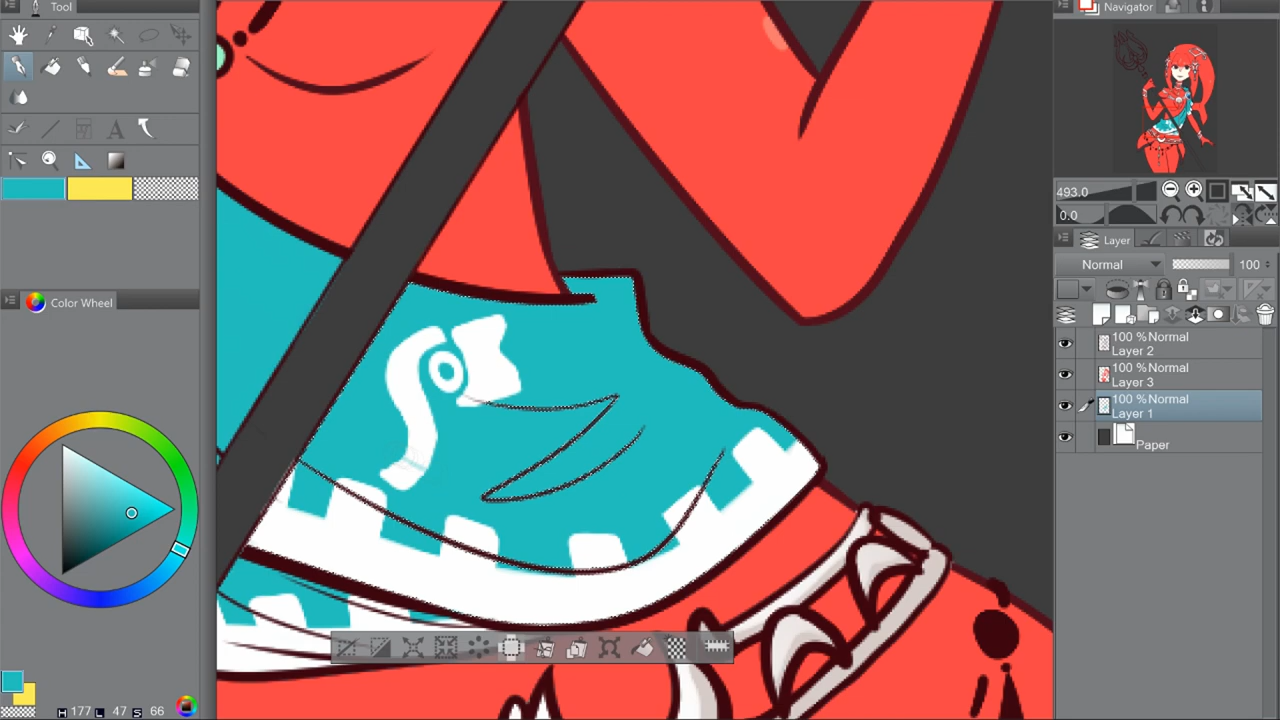 Tool
Navigator
493.0
0.0
Layer
Normal
100
100 %Normal
Layer 2
100 %Normal
Layer 3
100 %Normal
Layer 1
Paper
Color Wheel
H 177 L 47 S 66